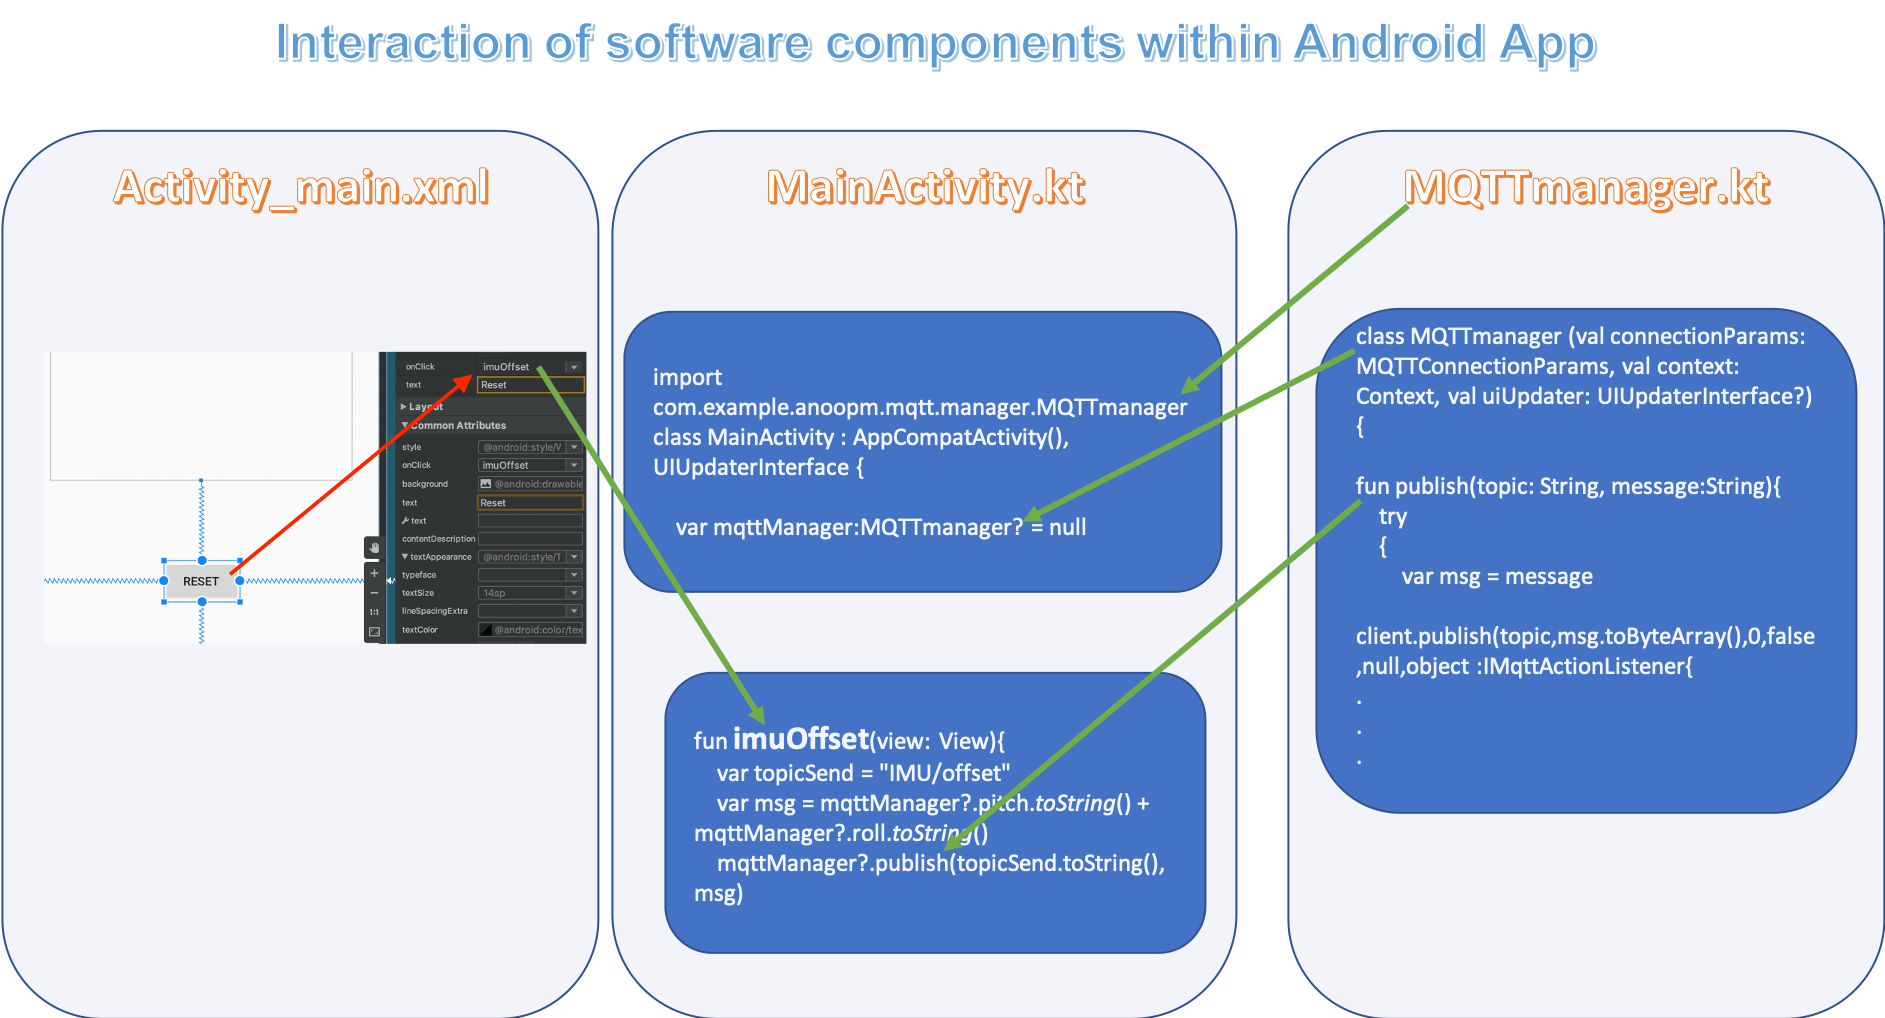 Interaction of software components within Android App
Activity_main.xml
onClick imuOffset
text Reset
Layout
Common Attributes
style @android:style/V
onClick imuOffset
background @android:drawable
text Reset
text
contentDescription
textAppearance @android:style/T
typeface
textSize 14sp
lineSpacingExtra
textColor @android:color/tex
RESET
+
−
1:1
MainActivity.kt
import
com.example.anoopm.mqtt.manager.MQTTmanager
class MainActivity : AppCompatActivity(),
UIUpdaterInterface {
var mqttManager:MQTTmanager? = null
fun imuOffset(view: View){
var topicSend = "IMU/offset"
var msg = mqttManager?.pitch.toString() +
mqttManager?.roll.toString()
mqttManager?.publish(topicSend.toString(),
msg)
MQTTmanager.kt
class MQTTmanager (val connectionParams:
MQTTConnectionParams, val context:
Context, val uiUpdater: UIUpdaterInterface?)
{
fun publish(topic: String, message:String){
try
{
var msg = message
client.publish(topic,msg.toByteArray(),0,false
,null,object :IMqttActionListener{
.
.
.